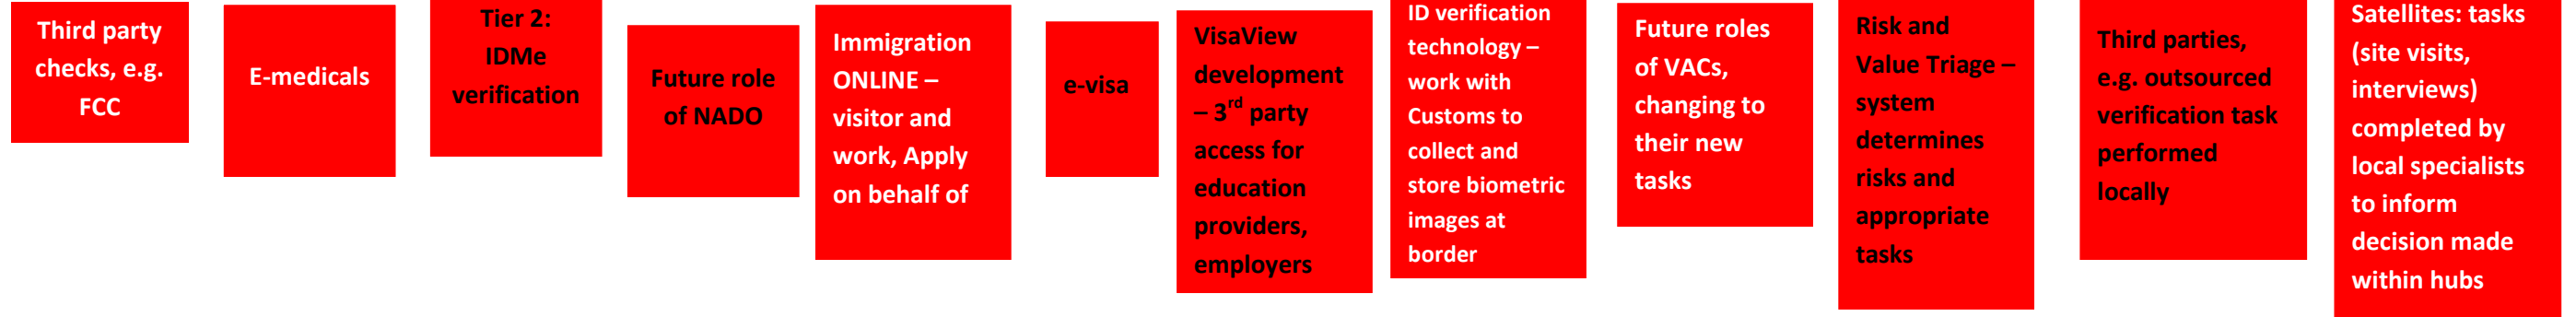 Third party
checks, e.g.
FCC
E-medicals
Tier 2:
IDMe
verification
Future role
of NADO
Immigration
ONLINE –
visitor and
work, Apply
on behalf of
e-visa
VisaView
development
– 3rd party
access for
education
providers,
employers
ID verification
technology –
work with
Customs to
collect and
store biometric
images at
border
Future roles
of VACs,
changing to
their new
tasks
Risk and
Value Triage –
system
determines
risks and
appropriate
tasks
Third parties,
e.g. outsourced
verification task
performed
locally
Satellites: tasks
(site visits,
interviews)
completed by
local specialists
to inform
decision made
within hubs